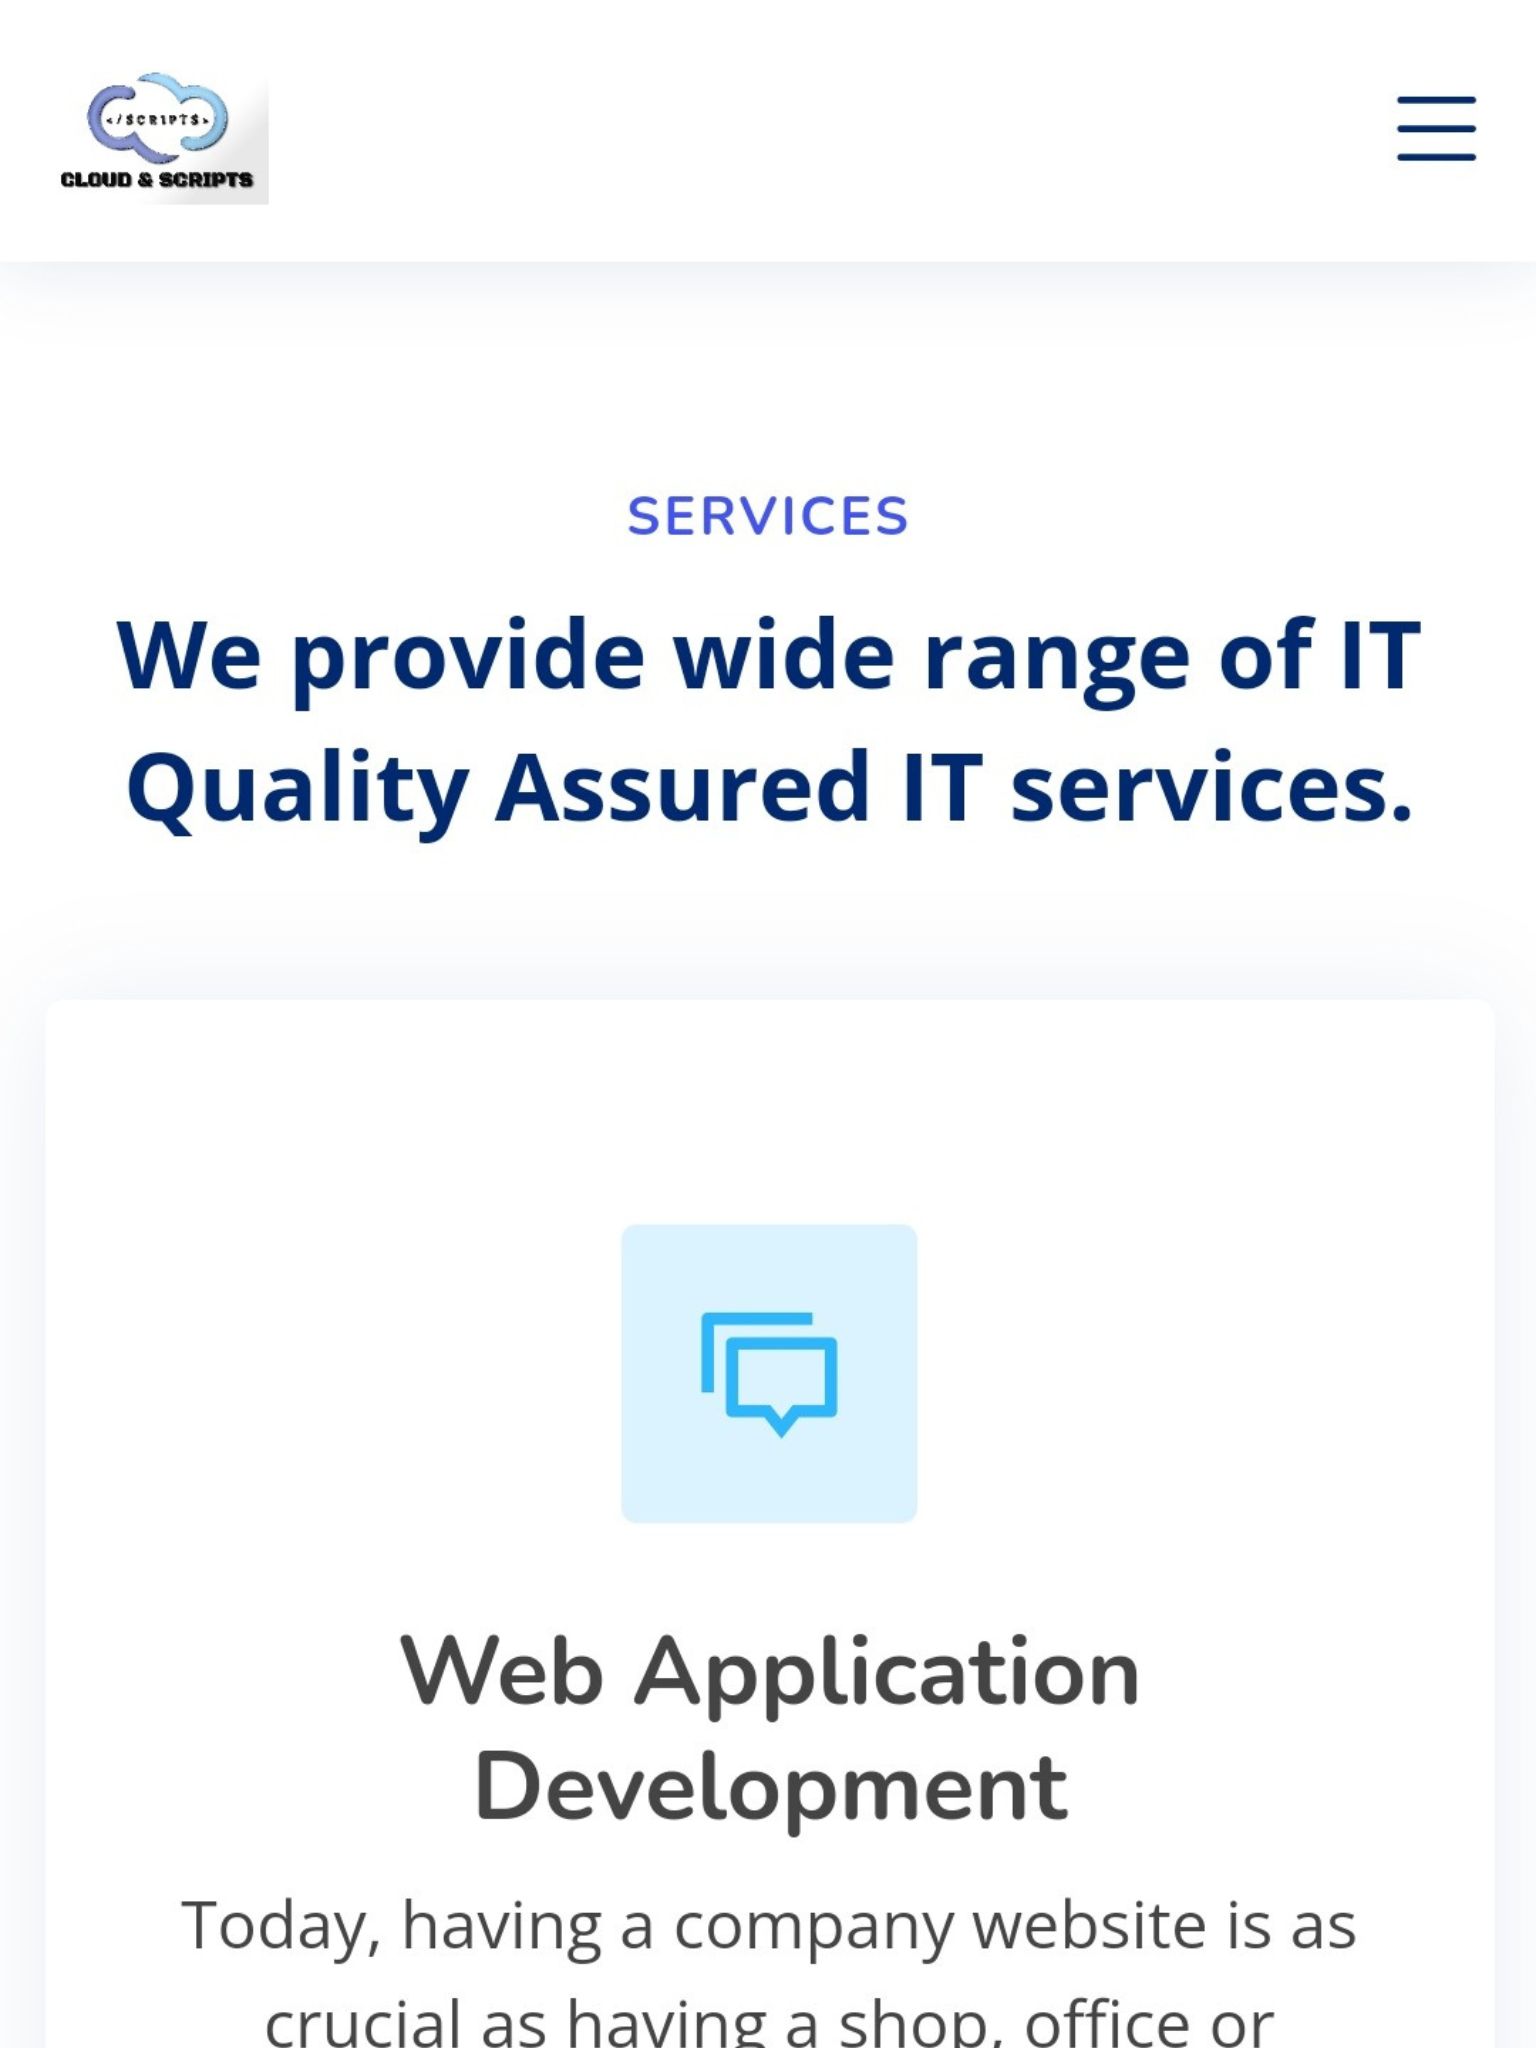 </SCRIPTS>
CLOUD & SCRIPTS
SERVICES
We provide wide range of IT
Quality Assured IT services.
Web Application
Development
Today, having a company website is as
crucial as having a shop, office or